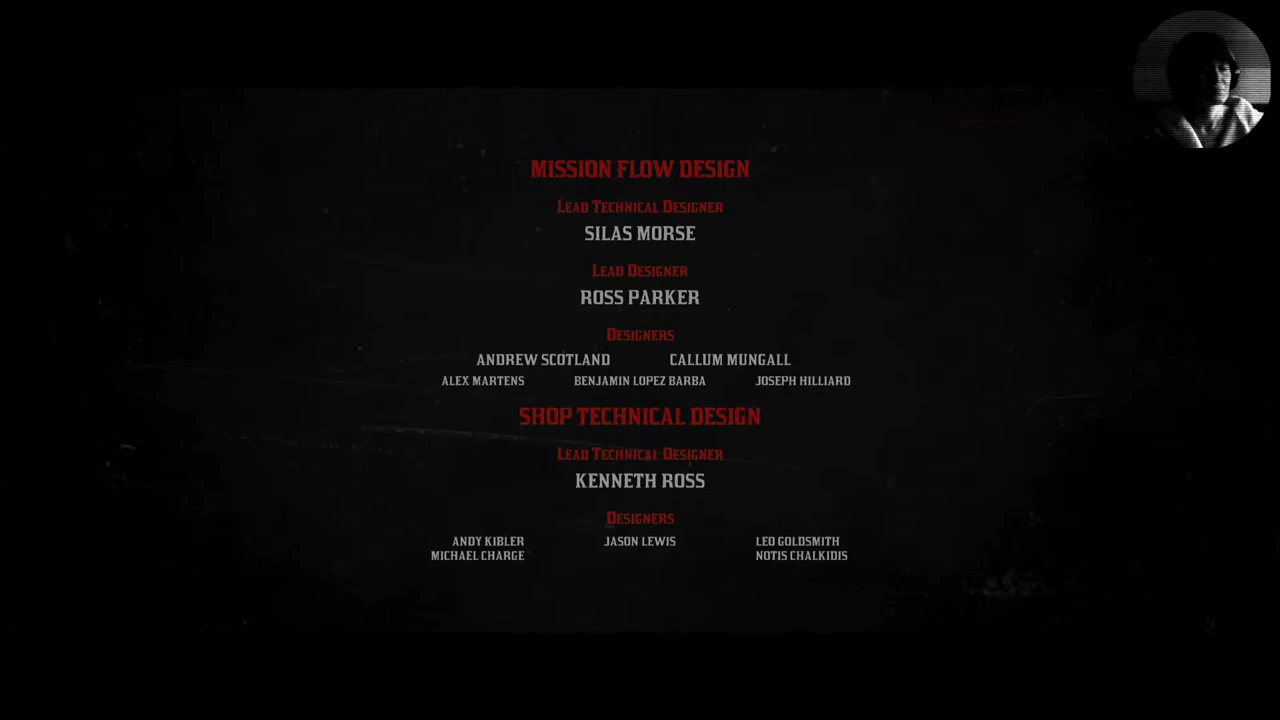 MISSION FLOW DESIGN
LEAD TECHNICAL DESIGNER
SILAS MORSE
LEAD DESIGNER
ROSS PARKER
DESIGNERS
ANDREW SCOTLAND CALLUM MUNGALL
ALEX MARTENS BENJAMIN LOPEZ BARBA JOSEPH HILLIARD
SHOP TECHNICAL DESIGN
LEAD TECHNICAL DESIGNER
KENNETH ROSS
DESIGNERS
ANDY KIBLER JASON LEWIS LEO GOLDSMITH
MICHAEL CHARGE NOTIS CHALKIDIS